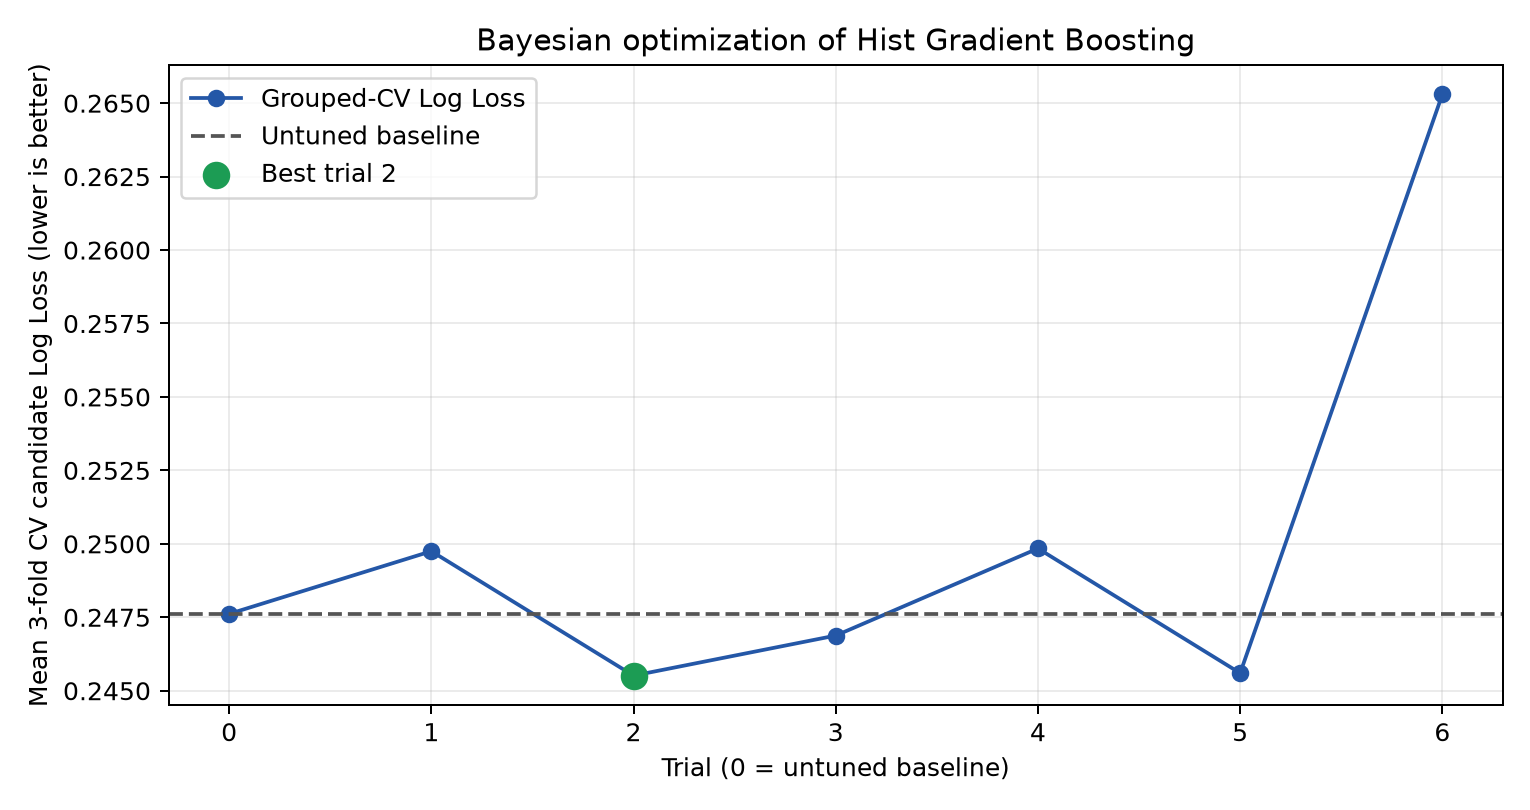 Bayesian optimization of Hist Gradient Boosting
Mean 3-fold CV candidate Log Loss (lower is better)
0.2650
0.2625
0.2600
0.2575
0.2550
0.2525
0.2500
0.2475
0.2450
Grouped-CV Log Loss
Untuned baseline
Best trial 2
0 1 2 3 4 5 6
Trial (0 = untuned baseline)